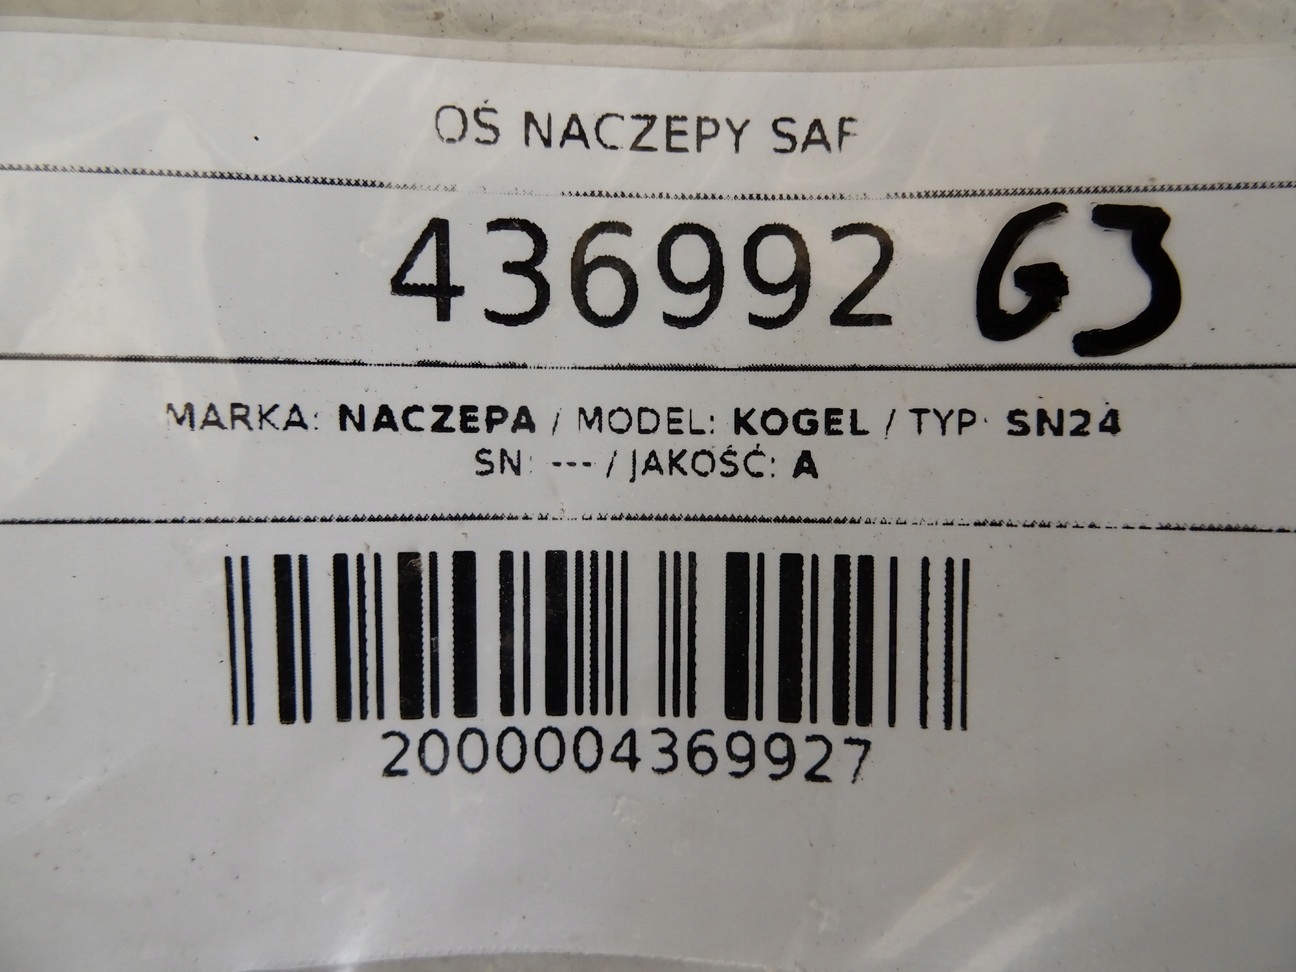 OŚ NACZEPY SAF
436992 G3
MARKA: NACZEPA / MODEL: KOGEL / TYP: SN24
SN: --- / JAKOŚĆ: A
2000004369927